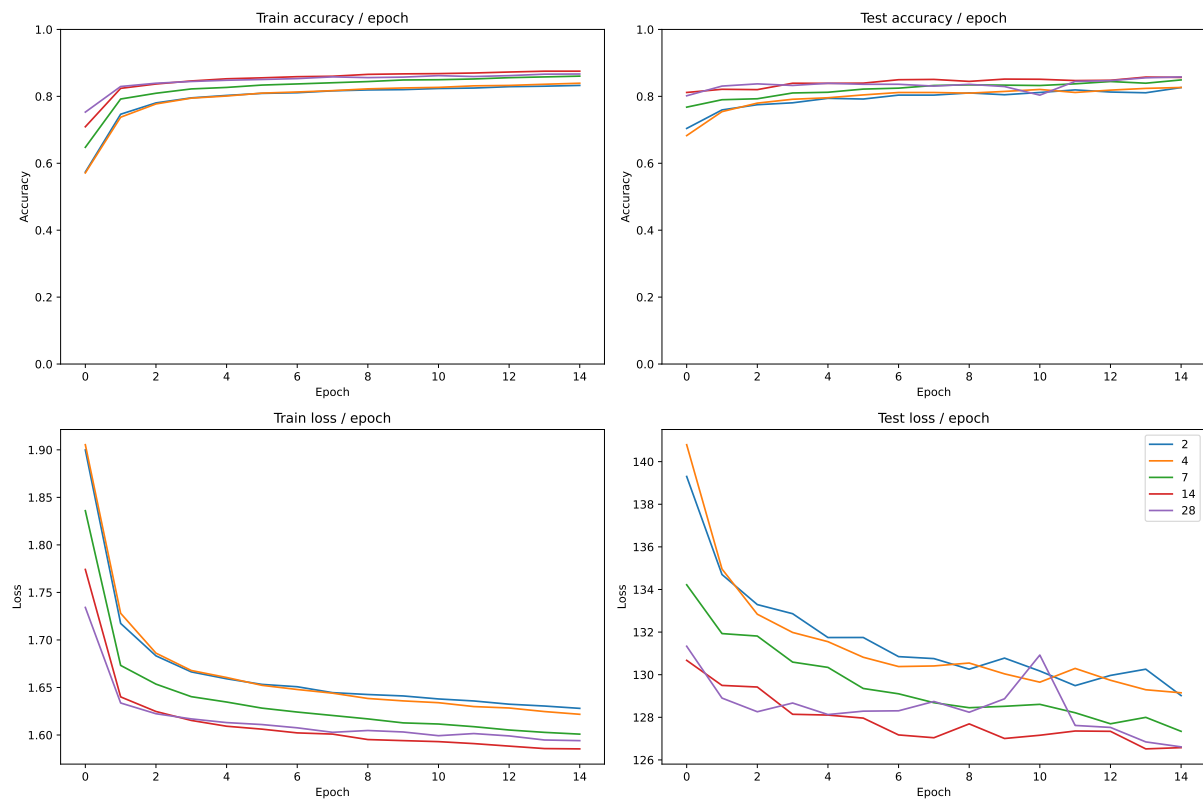 Train accuracy / epoch
1.0
0.8
0.6
0.4
0.2
0.0
Accuracy
0 2 4 6 8 10 12 14
Epoch
Test accuracy / epoch
1.0
0.8
0.6
0.4
0.2
0.0
Accuracy
0 2 4 6 8 10 12 14
Epoch
Train loss / epoch
1.90
1.85
1.80
1.75
1.70
1.65
1.60
Loss
0 2 4 6 8 10 12 14
Epoch
Test loss / epoch
140
138
136
134
132
130
128
126
Loss
0 2 4 6 8 10 12 14
Epoch
2
4
7
14
28